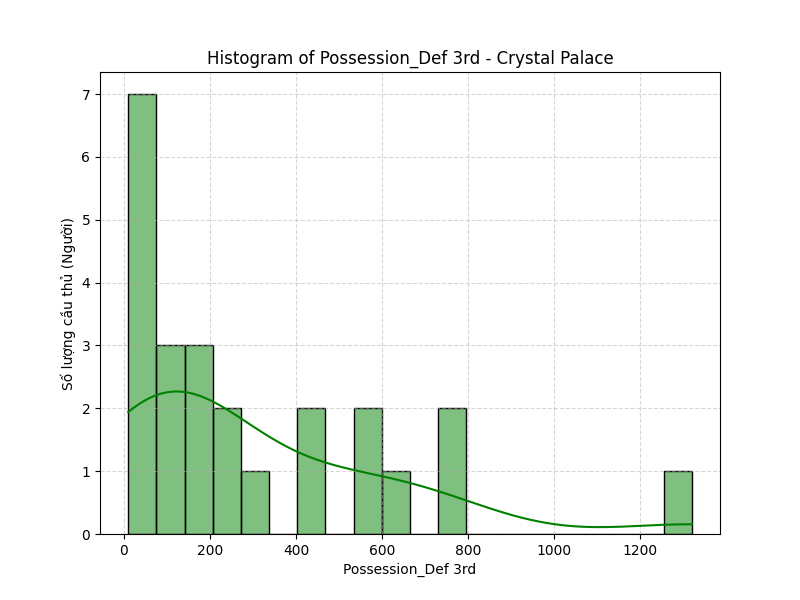 Histogram of Possession_Def 3rd - Crystal Palace
Số lượng cầu thủ (Người)
7
6
5
4
3
2
1
0
0 200 400 600 800 1000 1200
Possession_Def 3rd